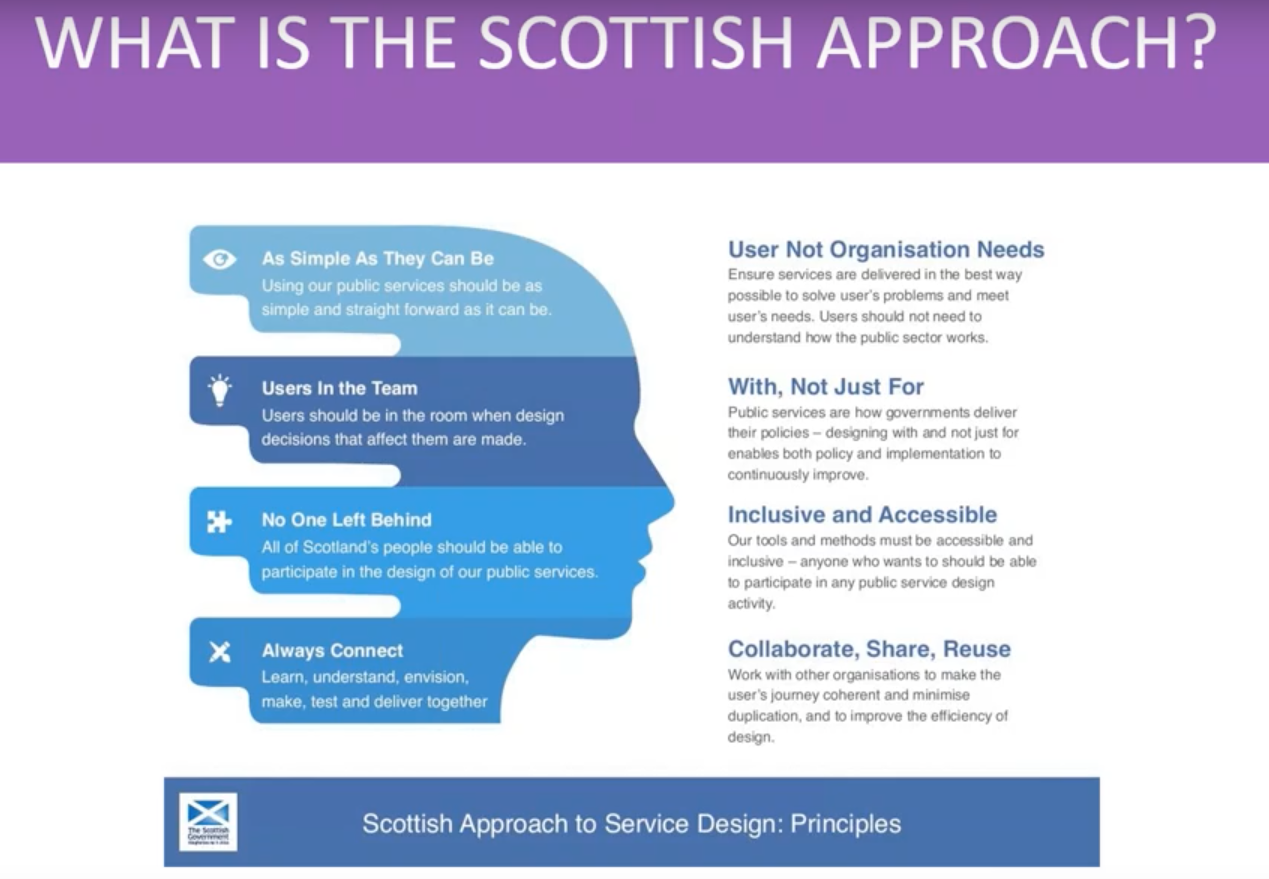 WHAT IS THE SCOTTISH APPROACH?
As Simple As They Can Be
Using our public services should be as
simple and straight forward as it can be.
User Not Organisation Needs
Ensure services are delivered in the best way
possible to solve user's problems and meet
user's needs. Users should not need to
understand how the public sector works.
Users In the Team
Users should be in the room when design
decisions that affect them are made.
With, Not Just For
Public services are how governments deliver
their policies – designing with and not just for
enables both policy and implementation to
continuously improve.
No One Left Behind
All of Scotland's people should be able to
participate in the design of our public services.
Inclusive and Accessible
Our tools and methods must be accessible and
inclusive – anyone who wants to should be able
to participate in any public service design
activity.
Always Connect
Learn, understand, envision,
make, test and deliver together
Collaborate, Share, Reuse
Work with other organisations to make the
user's journey coherent and minimise
duplication, and to improve the efficiency of
design.
The Scottish
Government
Scottish Approach to Service Design: Principles